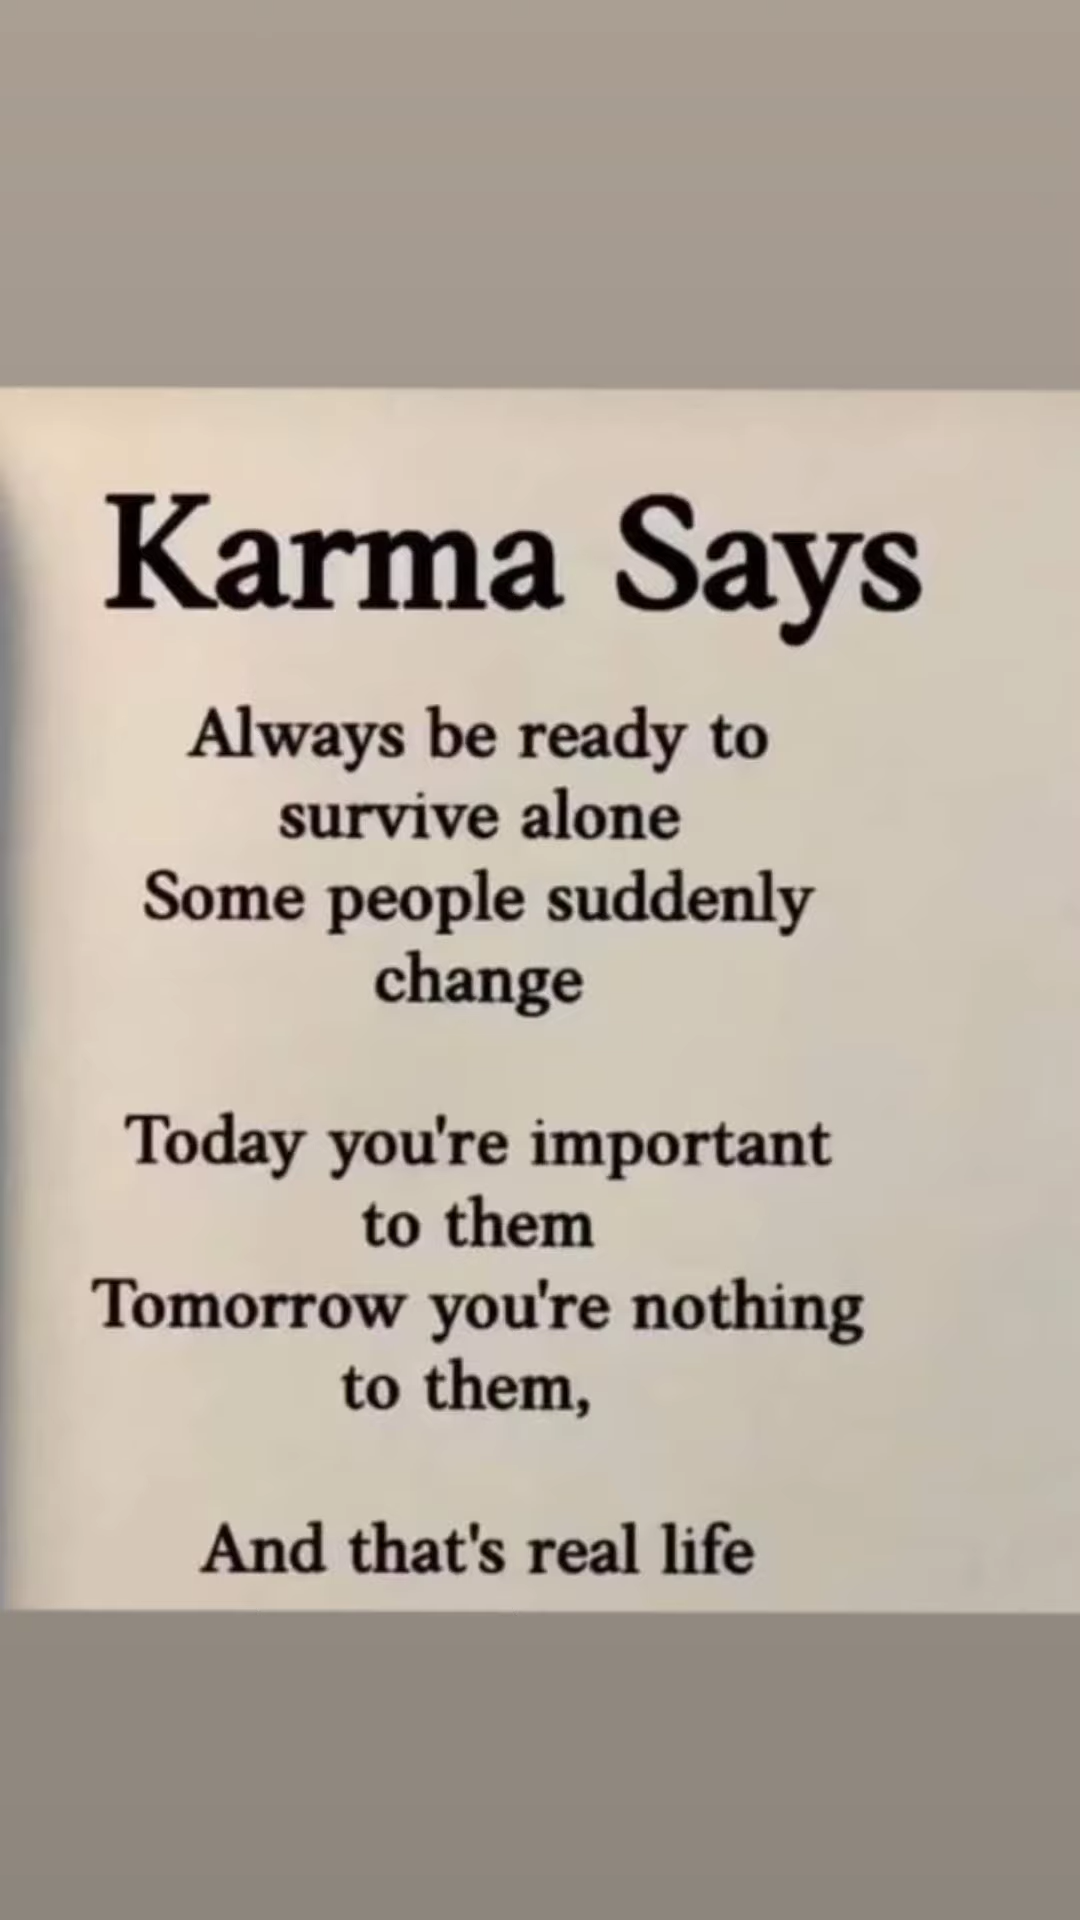 Karma Says
Always be ready to
survive alone
Some people suddenly
change
Today you're important
to them
Tomorrow you're nothing
to them,
And that's real life